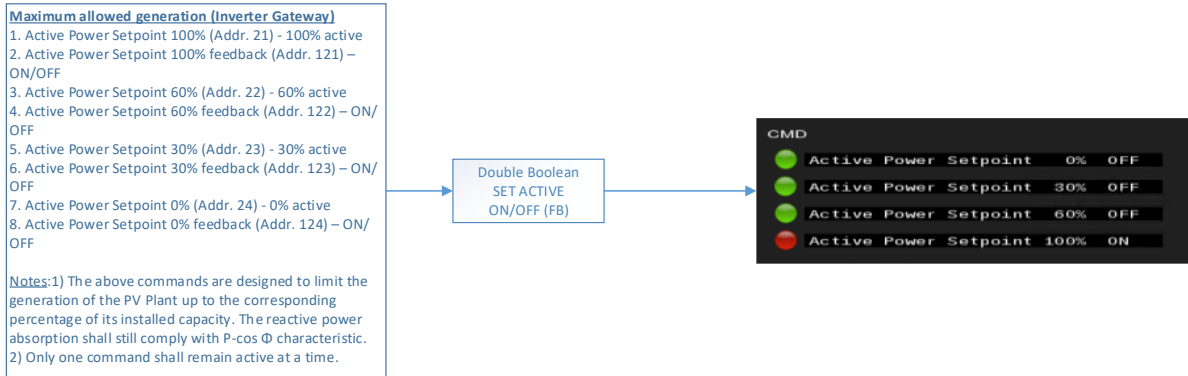 Maximum allowed generation (Inverter Gateway)
1. Active Power Setpoint 100% (Addr. 21) - 100% active
2. Active Power Setpoint 100% feedback (Addr. 121) –
ON/OFF
3. Active Power Setpoint 60% (Addr. 22) - 60% active
4. Active Power Setpoint 60% feedback (Addr. 122) – ON/
OFF
5. Active Power Setpoint 30% (Addr. 23) - 30% active
6. Active Power Setpoint 30% feedback (Addr. 123) – ON/
OFF
7. Active Power Setpoint 0% (Addr. 24) - 0% active
8. Active Power Setpoint 0% feedback (Addr. 124) – ON/
OFF
Notes:1) The above commands are designed to limit the
generation of the PV Plant up to the corresponding
percentage of its installed capacity. The reactive power
absorption shall still comply with P-cos Φ characteristic.
2) Only one command shall remain active at a time.
Double Boolean
SET ACTIVE
ON/OFF (FB)
CMD
Active Power Setpoint 0% OFF
Active Power Setpoint 30% OFF
Active Power Setpoint 60% OFF
Active Power Setpoint 100% ON